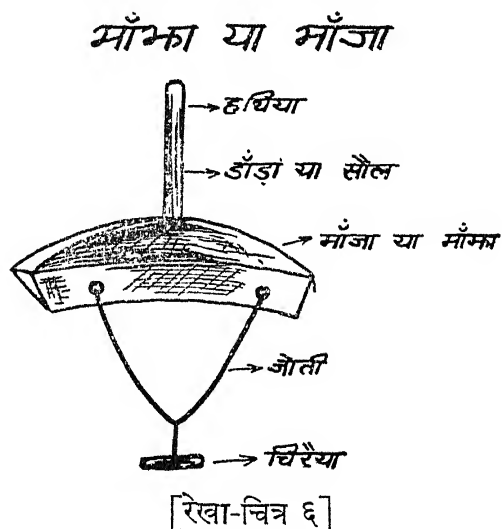 माँझा या माँजा
हथिया
डाँड़ा या सौल
माँजा या माँझा
जोती
चिरैया
[रेखा-चित्र ६]